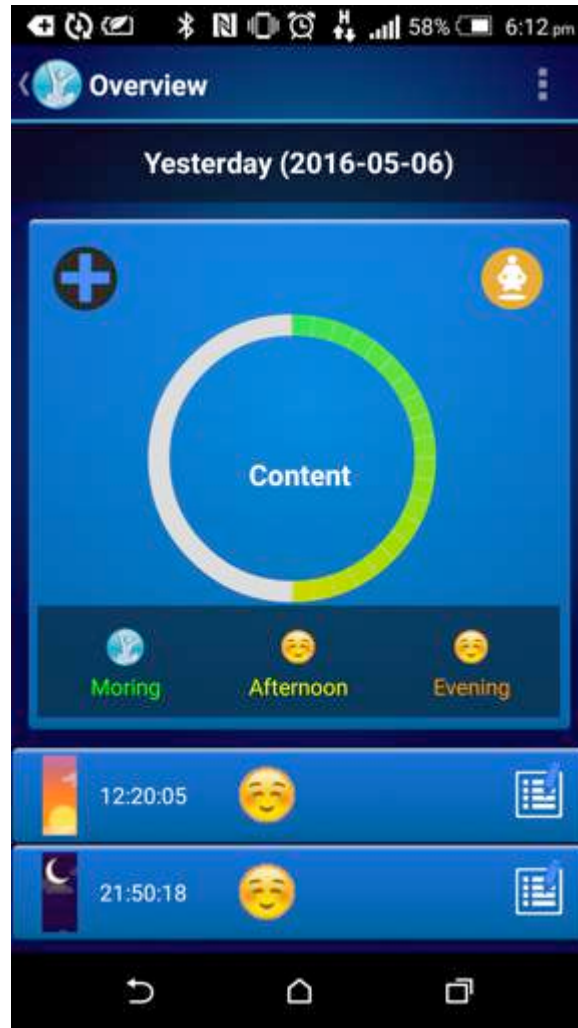 H 58% 6:12 pm
Overview
Yesterday (2016-05-06)
Content
Moring Afternoon Evening
12:20:05
21:50:18